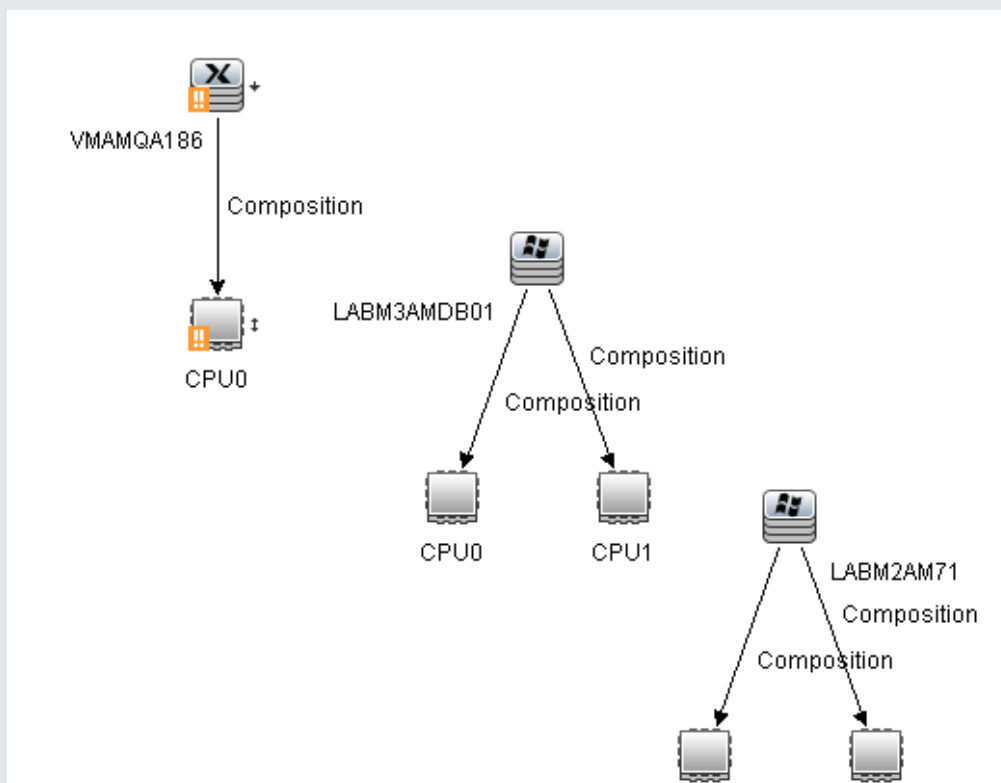 VMAMQA186
Composition
CPU0
LABM3AMDB01
Composition
Composition
CPU0
CPU1
LABM2AM71
Composition
Composition